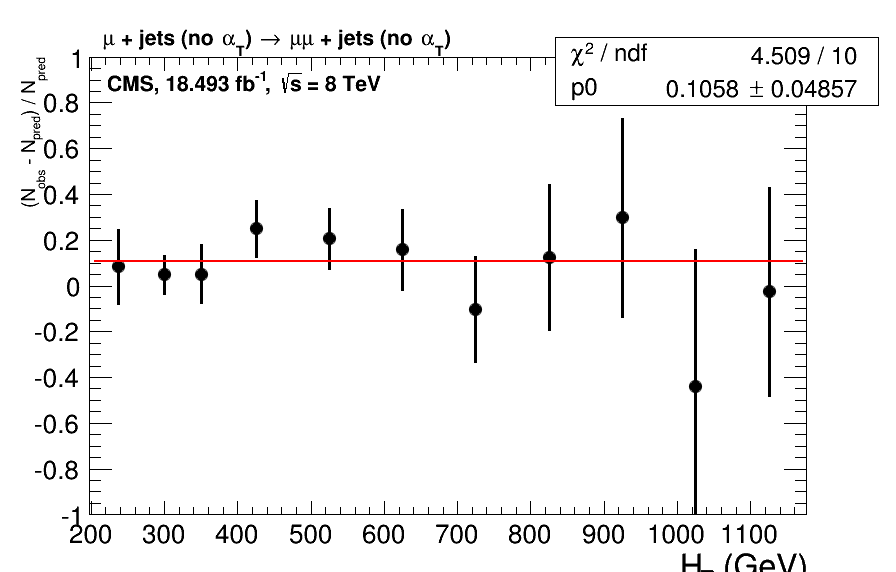 μ + jets (no α_T) → μμ + jets (no α_T)
χ² / ndf 4.509 / 10
p0 0.1058 ± 0.04857
CMS, 18.493 fb⁻¹, √s = 8 TeV
(N_obs - N_pred) / N_pred
1
0.8
0.6
0.4
0.2
0
-0.2
-0.4
-0.6
-0.8
-1
200 300 400 500 600 700 800 900 1000 1100
(GeV)